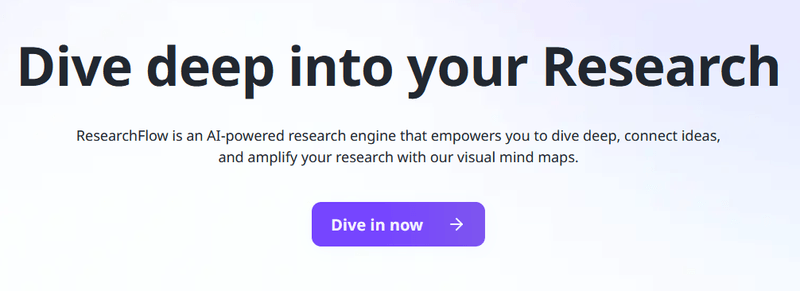 Dive deep into your Research
ResearchFlow is an AI-powered research engine that empowers you to dive deep, connect ideas,
and amplify your research with our visual mind maps.
Dive in now